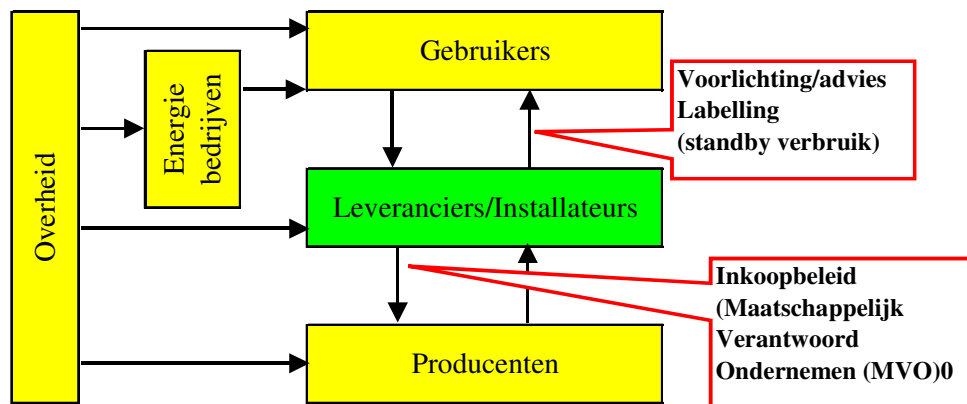 Overheid
Energie
bedrijven
Gebruikers
Voorlichting/advies
Labelling
(standby verbruik)
Leveranciers/Installateurs
Inkoopbeleid
(Maatschappelijk
Verantwoord
Ondernemen (MVO)0
Producenten